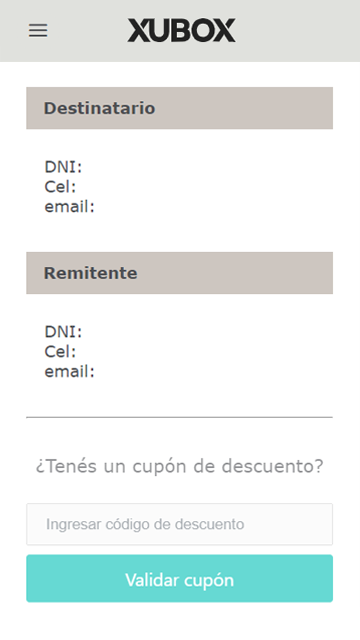 XUBOX
Destinatario
DNI:
Cel:
email:
Remitente
DNI:
Cel:
email:
¿Tenés un cupón de descuento?
Ingresar código de descuento
Validar cupón